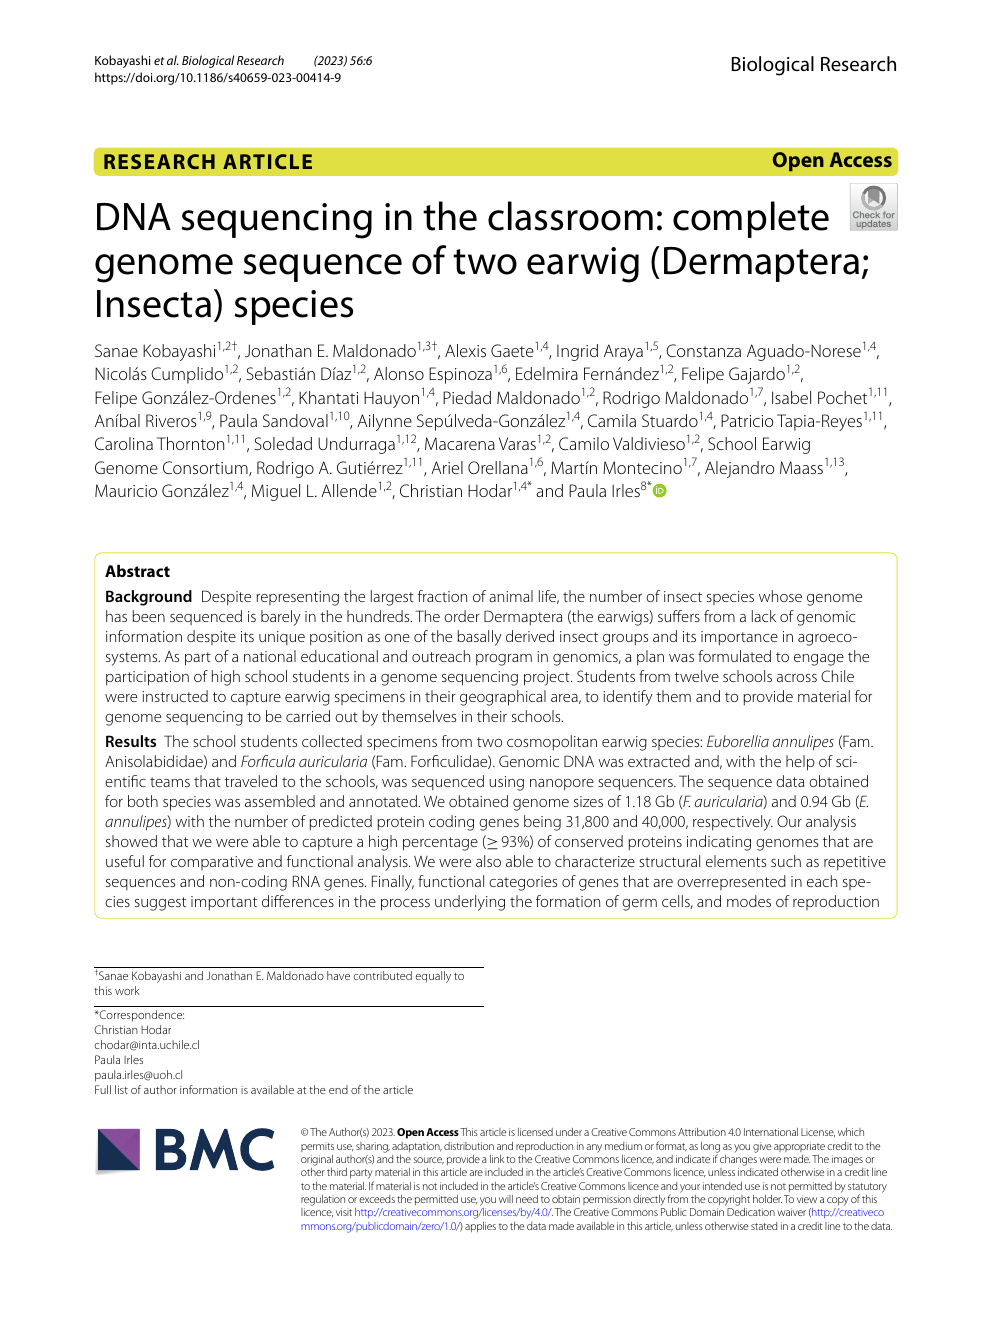 Kobayashi et al. Biological Research (2023) 56:6
https://doi.org/10.1186/s40659-023-00414-9
Biological Research
RESEARCH ARTICLE Open Access
Check for
updates
DNA sequencing in the classroom: complete
genome sequence of two earwig (Dermaptera;
Insecta) species
Sanae Kobayashi1,2†, Jonathan E. Maldonado1,3†, Alexis Gaete1,4, Ingrid Araya1,5, Constanza Aguado-Norese1,4,
Nicolás Cumplido1,2, Sebastián Díaz1,2, Alonso Espinoza1,6, Edelmira Fernández1,2, Felipe Gajardo1,2,
Felipe González-Ordenes1,2, Khantati Hauyon1,4, Piedad Maldonado1,2, Rodrigo Maldonado1,7, Isabel Pochet1,11,
Aníbal Riveros1,9, Paula Sandoval1,10, Ailynne Sepúlveda-González1,4, Camila Stuardo1,4, Patricio Tapia-Reyes1,11,
Carolina Thornton1,11, Soledad Undurraga1,12, Macarena Varas1,2, Camilo Valdivieso1,2, School Earwig
Genome Consortium, Rodrigo A. Gutiérrez1,11, Ariel Orellana1,6, Martín Montecino1,7, Alejandro Maass1,13,
Mauricio González1,4, Miguel L. Allende1,2, Christian Hodar1,4* and Paula Irles8* iD
Abstract
Background Despite representing the largest fraction of animal life, the number of insect species whose genome
has been sequenced is barely in the hundreds. The order Dermaptera (the earwigs) suffers from a lack of genomic
information despite its unique position as one of the basally derived insect groups and its importance in agroeco-
systems. As part of a national educational and outreach program in genomics, a plan was formulated to engage the
participation of high school students in a genome sequencing project. Students from twelve schools across Chile
were instructed to capture earwig specimens in their geographical area, to identify them and to provide material for
genome sequencing to be carried out by themselves in their schools.
Results The school students collected specimens from two cosmopolitan earwig species: Euborellia annulipes (Fam.
Anisolabididae) and Forficula auricularia (Fam. Forficulidae). Genomic DNA was extracted and, with the help of sci-
entific teams that traveled to the schools, was sequenced using nanopore sequencers. The sequence data obtained
for both species was assembled and annotated. We obtained genome sizes of 1.18 Gb (F. auricularia) and 0.94 Gb (E.
annulipes) with the number of predicted protein coding genes being 31,800 and 40,000, respectively. Our analysis
showed that we were able to capture a high percentage (≥ 93%) of conserved proteins indicating genomes that are
useful for comparative and functional analysis. We were also able to characterize structural elements such as repetitive
sequences and non-coding RNA genes. Finally, functional categories of genes that are overrepresented in each spe-
cies suggest important differences in the process underlying the formation of germ cells, and modes of reproduction
†Sanae Kobayashi and Jonathan E. Maldonado have contributed equally to
this work
*Correspondence:
Christian Hodar
chodar@inta.uchile.cl
Paula Irles
paula.irles@uoh.cl
Full list of author information is available at the end of the article
BMC
© The Author(s) 2023. Open Access This article is licensed under a Creative Commons Attribution 4.0 International License, which
permits use, sharing, adaptation, distribution and reproduction in any medium or format, as long as you give appropriate credit to the
original author(s) and the source, provide a link to the Creative Commons licence, and indicate if changes were made. The images or
other third party material in this article are included in the article's Creative Commons licence, unless indicated otherwise in a credit line
to the material. If material is not included in the article's Creative Commons licence and your intended use is not permitted by statutory
regulation or exceeds the permitted use, you will need to obtain permission directly from the copyright holder. To view a copy of this
licence, visit http://creativecommons.org/licenses/by/4.0/. The Creative Commons Public Domain Dedication waiver (http://creativeco
mmons.org/publicdomain/zero/1.0/) applies to the data made available in this article, unless otherwise stated in a credit line to the data.